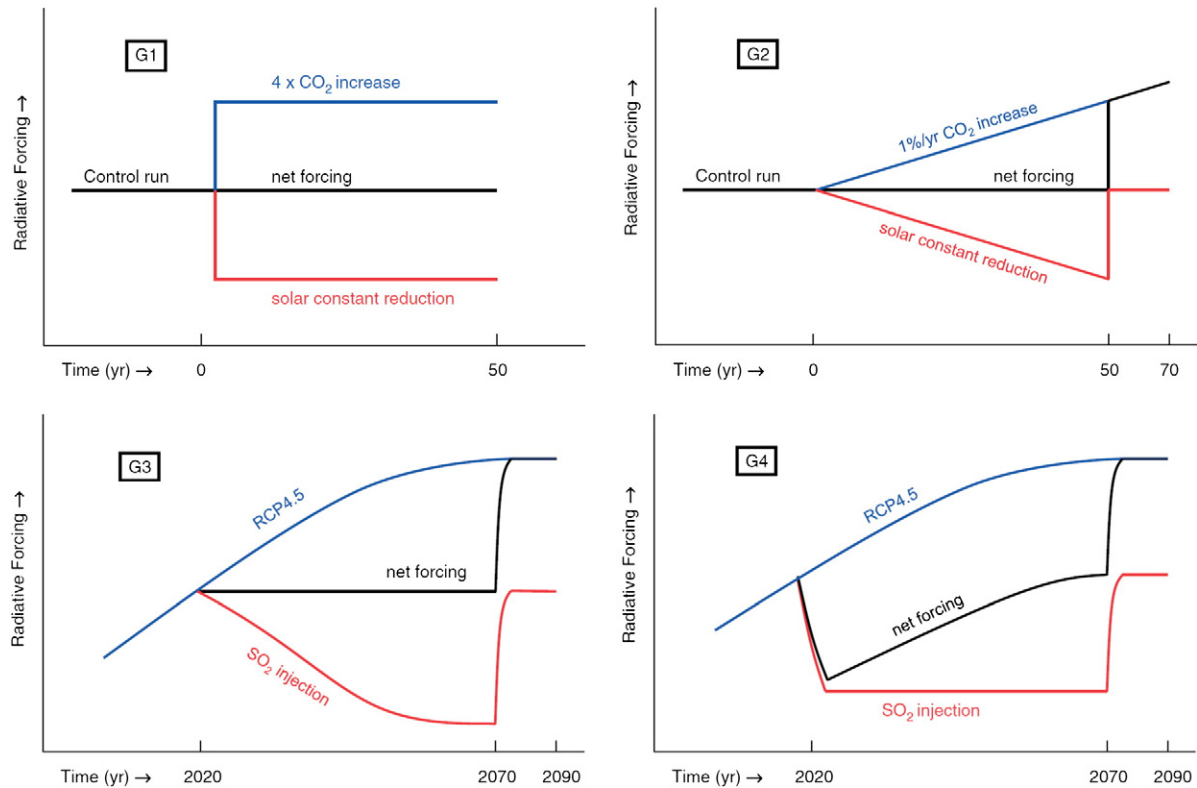 G1
4 x CO₂ increase
Control run
net forcing
solar constant reduction
Radiative Forcing →
Time (yr) →
0
50
G2
1%/yr CO₂ increase
Control run
net forcing
solar constant reduction
Radiative Forcing →
Time (yr) →
0
50
70
G3
RCP4.5
net forcing
SO₂ injection
Radiative Forcing →
Time (yr) →
2020
2070
2090
G4
RCP4.5
net forcing
SO₂ injection
Radiative Forcing →
Time (yr) →
2020
2070
2090